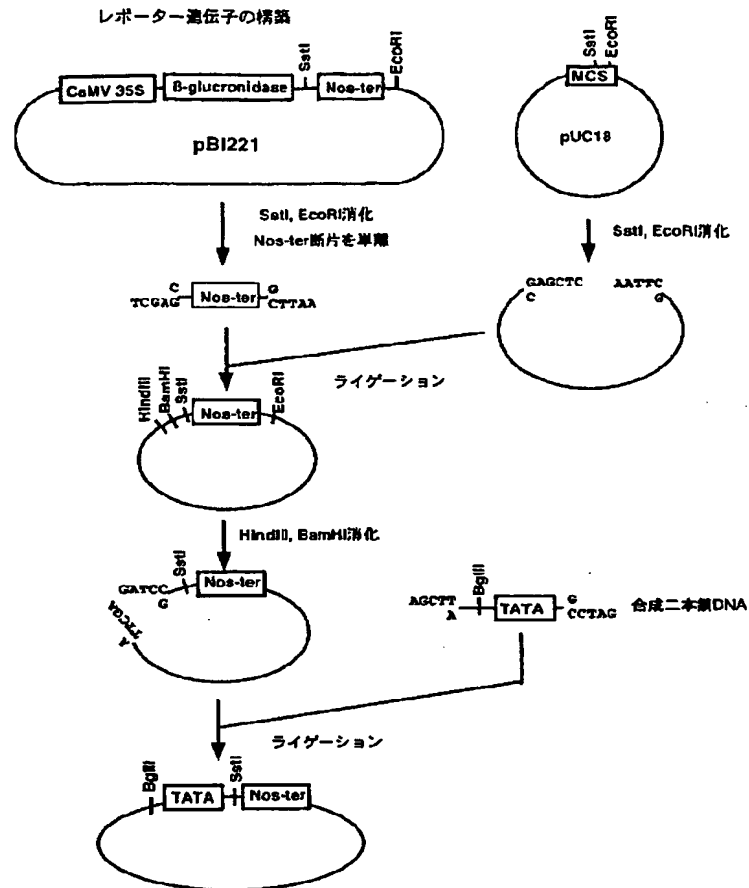 レポーター遺伝子の構築
SstI
EcoRI
CaMV 35S
β-glucronidase
Nos-ter
pBI221
SstI
EcoRI
MCS
pUC18
SstI, EcoRI消化
Nos-ter断片を単離
SstI, EcoRI消化
C
TCGAG
Nos-ter
G
CTTAA
GAGCTC
C
AATTC
G
ライゲーション
HindIII
BamHI
SstI
Nos-ter
EcoRI
HindIII, BamHI消化
GATCC
G
SstI
Nos-ter
TTCGA
A
AGCTT
A
BglII
TATA
G
CCTAG
合成二本鎖DNA
ライゲーション
BglII
TATA
SstI
Nos-ter